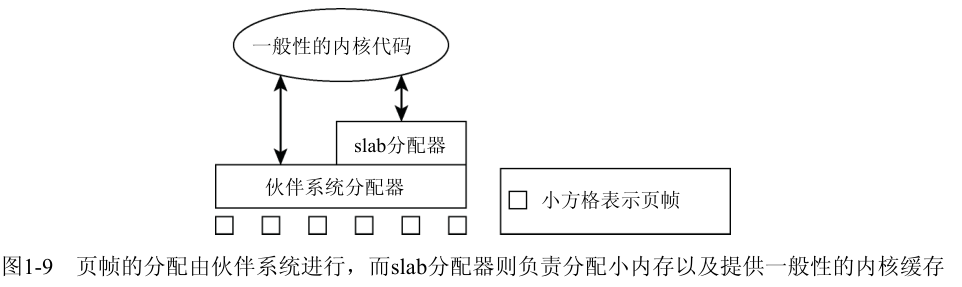 一般性的内核代码
slab分配器
伙伴系统分配器
小方格表示页帧
图1-9 页帧的分配由伙伴系统进行，而slab分配器则负责分配小内存以及提供一般性的内核缓存